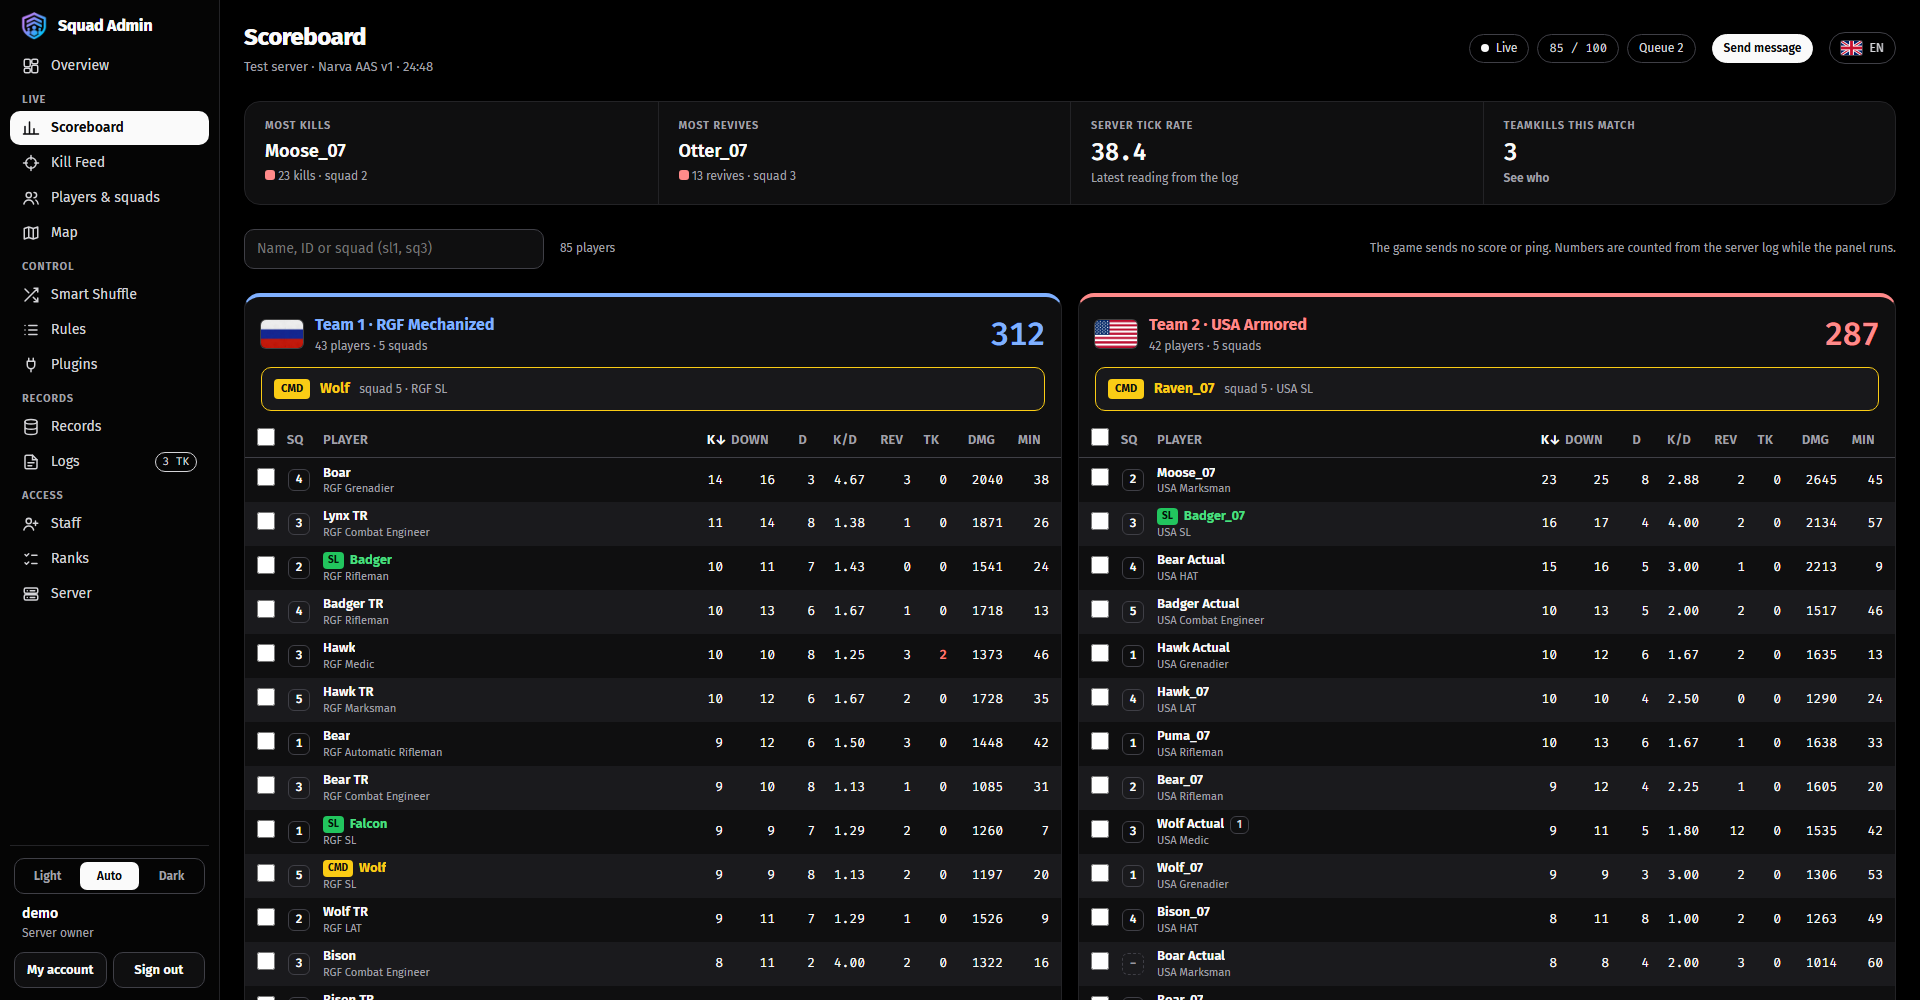 Squad Admin
Overview
LIVE
Scoreboard
Kill Feed
Players & squads
Map
CONTROL
Smart Shuffle
Rules
Plugins
RECORDS
Records
Logs 3 TK
ACCESS
Staff
Ranks
Server
Light Auto Dark
demo
Server owner
My account Sign out
Scoreboard
Test server · Narva AAS v1 · 24:48
Live 85 / 100 Queue 2 Send message EN
MOST KILLS
Moose_07
23 kills · squad 2
MOST REVIVES
Otter_07
13 revives · squad 3
SERVER TICK RATE
38.4
Latest reading from the log
TEAMKILLS THIS MATCH
3
See who
Name, ID or squad (sl1, sq3) 85 players
The game sends no score or ping. Numbers are counted from the server log while the panel runs.
Team 1 · RGF Mechanized
43 players · 5 squads
312
CMD Wolf squad 5 · RGF SL
SQ PLAYER K↓ DOWN D K/D REV TK DMG MIN
4 Boar 14 16 3 4.67 3 0 2040 38
RGF Grenadier
3 Lynx TR 11 14 8 1.38 1 0 1871 26
RGF Combat Engineer
2 SL Badger 10 11 7 1.43 0 0 1541 24
RGF Rifleman
4 Badger TR 10 13 6 1.67 1 0 1718 13
RGF Rifleman
3 Hawk 10 10 8 1.25 3 2 1373 46
RGF Medic
5 Hawk TR 10 12 6 1.67 2 0 1728 35
RGF Marksman
1 Bear 9 12 6 1.50 3 0 1448 42
RGF Automatic Rifleman
3 Bear TR 9 10 8 1.13 1 0 1085 31
RGF Combat Engineer
1 SL Falcon 9 9 7 1.29 2 0 1260 7
RGF SL
5 CMD Wolf 9 9 8 1.13 2 0 1197 20
RGF SL
2 Wolf TR 9 11 7 1.29 1 0 1526 9
RGF LAT
3 Bison 8 11 2 4.00 2 0 1322 16
RGF Combat Engineer
Bison TR
Team 2 · USA Armored
42 players · 5 squads
287
CMD Raven_07 squad 5 · USA SL
SQ PLAYER K↓ DOWN D K/D REV TK DMG MIN
2 Moose_07 23 25 8 2.88 2 0 2645 45
USA Marksman
3 SL Badger_07 16 17 4 4.00 2 0 2134 57
USA SL
4 Bear Actual 15 16 5 3.00 1 0 2213 9
USA HAT
5 Badger Actual 10 13 5 2.00 2 0 1517 46
USA Combat Engineer
1 Hawk Actual 10 12 6 1.67 2 0 1635 13
USA Grenadier
4 Hawk_07 10 10 4 2.50 0 0 1290 24
USA LAT
1 Puma_07 10 13 6 1.67 1 0 1638 33
USA Rifleman
2 Bear_07 9 12 4 2.25 1 0 1605 20
USA Rifleman
3 Wolf Actual 1 9 11 5 1.80 12 0 1535 42
USA Medic
1 Wolf_07 9 9 3 3.00 2 0 1306 53
USA Grenadier
4 Bison_07 8 11 8 1.00 2 0 1263 49
USA HAT
– Boar Actual 8 8 4 2.00 3 0 1014 60
USA Marksman
Boar_07